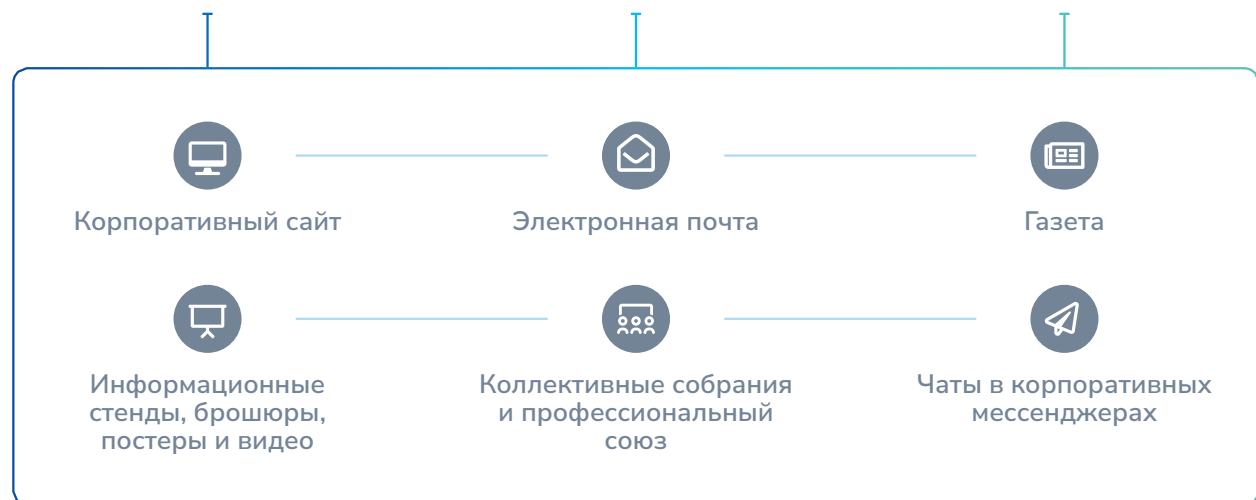 Корпоративный сайт
Электронная почта
Газета
Информационные
стенды, брошюры,
постеры и видео
Коллективные собрания
и профессиональный
союз
Чаты в корпоративных
мессенджерах